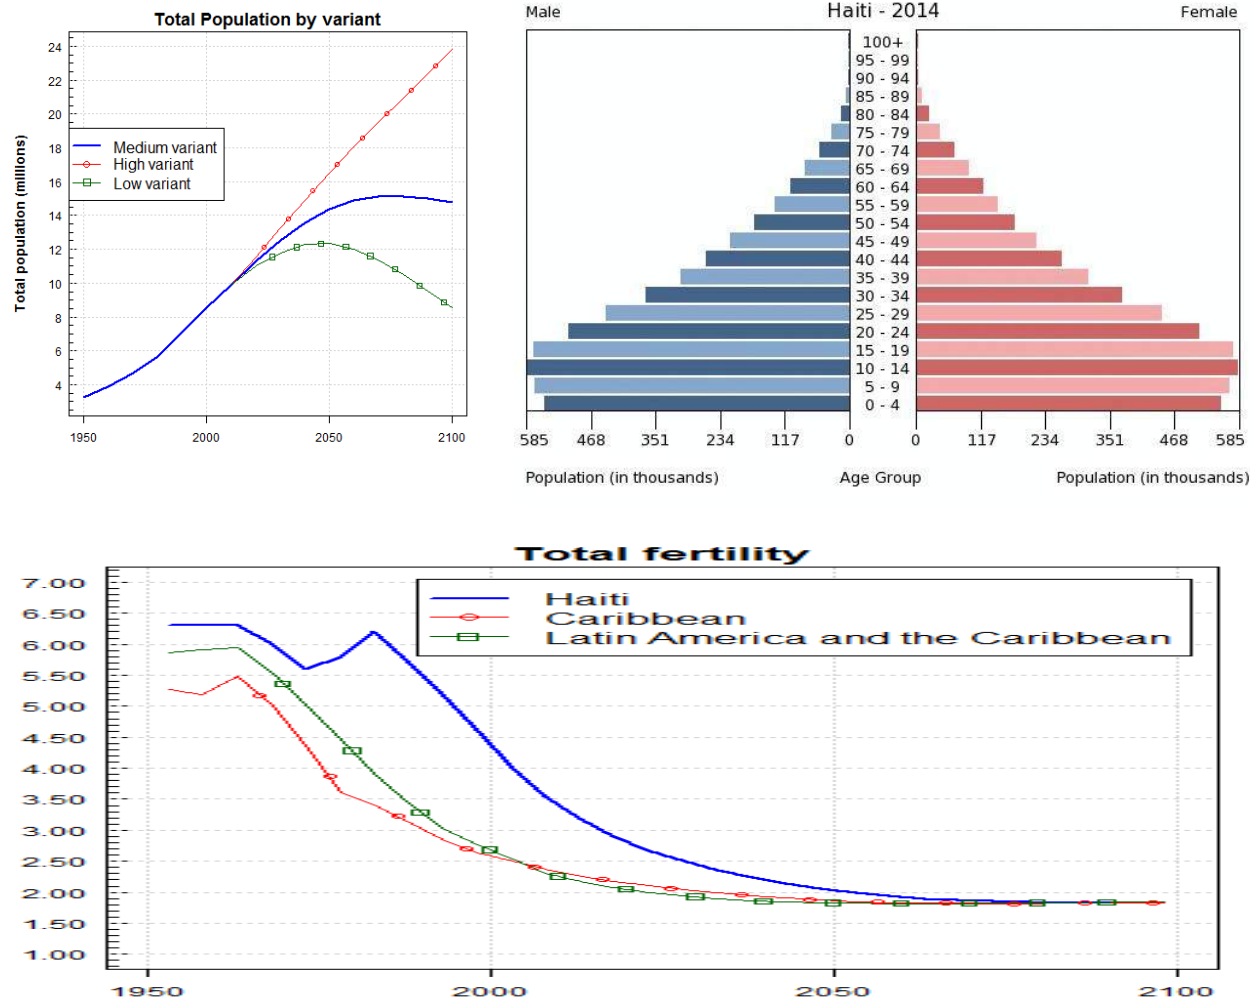 Total Population by variant
Total population (millions)
24
22
20
18
16
14
12
10
8
6
4
Medium variant
High variant
Low variant
1950 2000 2050 2100
Male Haiti - 2014 Female
100+
95 - 99
90 - 94
85 - 89
80 - 84
75 - 79
70 - 74
65 - 69
60 - 64
55 - 59
50 - 54
45 - 49
40 - 44
35 - 39
30 - 34
25 - 29
20 - 24
15 - 19
10 - 14
5 - 9
0 - 4
585 468 351 234 117 0 0 117 234 351 468 585
Population (in thousands) Age Group Population (in thousands)
Total fertility
7.00
6.50
6.00
5.50
5.00
4.50
4.00
3.50
3.00
2.50
2.00
1.50
1.00
Haiti
Caribbean
Latin America and the Caribbean
1950 2000 2050 2100